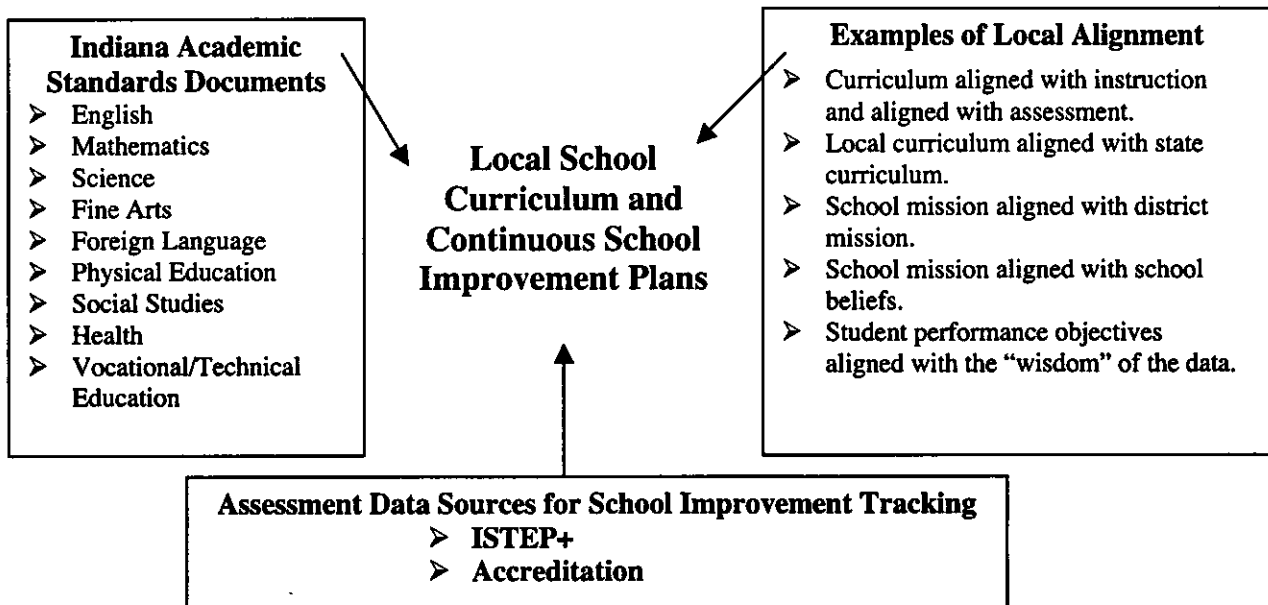 Indiana Academic
Standards Documents
➤ English
➤ Mathematics
➤ Science
➤ Fine Arts
➤ Foreign Language
➤ Physical Education
➤ Social Studies
➤ Health
➤ Vocational/Technical
Education
Local School
Curriculum and
Continuous School
Improvement Plans
Examples of Local Alignment
➤ Curriculum aligned with instruction
and aligned with assessment.
➤ Local curriculum aligned with state
curriculum.
➤ School mission aligned with district
mission.
➤ School mission aligned with school
beliefs.
➤ Student performance objectives
aligned with the “wisdom” of the data.
Assessment Data Sources for School Improvement Tracking
➤ ISTEP+
➤ Accreditation